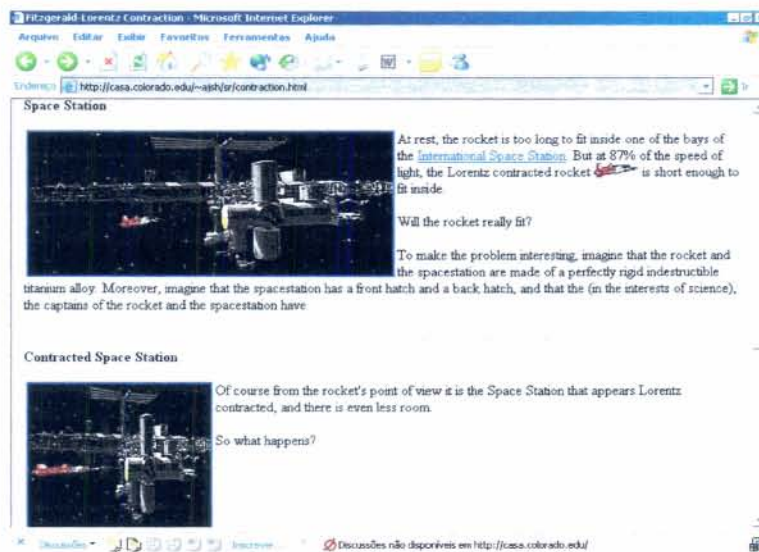 Fitzgerald-Lorentz Contraction - Microsoft Internet Explorer
Arquivo Editar Exibir Favoritos Ferramentas Ajuda
Endereço http://casa.colorado.edu/~ajsh/sr/contraction.html Ir
Space Station
At rest, the rocket is too long to fit inside one of the bays of
the International Space Station. But at 87% of the speed of
light, the Lorentz contracted rocket is short enough to
fit inside.
Will the rocket really fit?
To make the problem interesting, imagine that the rocket and
the spacestation are made of a perfectly rigid indestructible
titanium alloy. Moreover, imagine that the spacestation has a front hatch and a back hatch, and that the (in the interests of science),
the captains of the rocket and the spacestation have
Contracted Space Station
Of course from the rocket's point of view it is the Space Station that appears Lorentz
contracted, and there is even less room.
So what happens?
Discussões Inscrever... Discussões não disponíveis em http://casa.colorado.edu/